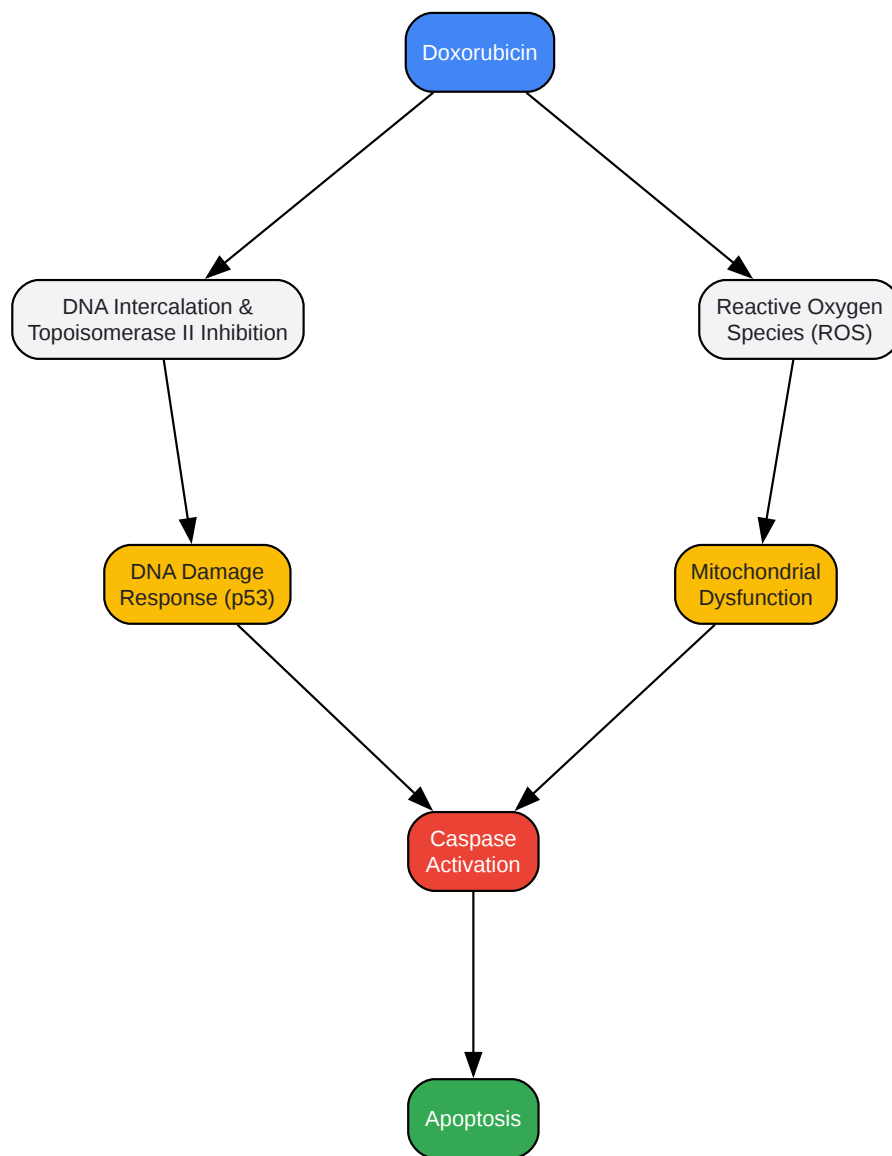 Doxorubicin
DNA Intercalation &
Topoisomerase II Inhibition
Reactive Oxygen
Species (ROS)
DNA Damage
Response (p53)
Mitochondrial
Dysfunction
Caspase
Activation
Apoptosis